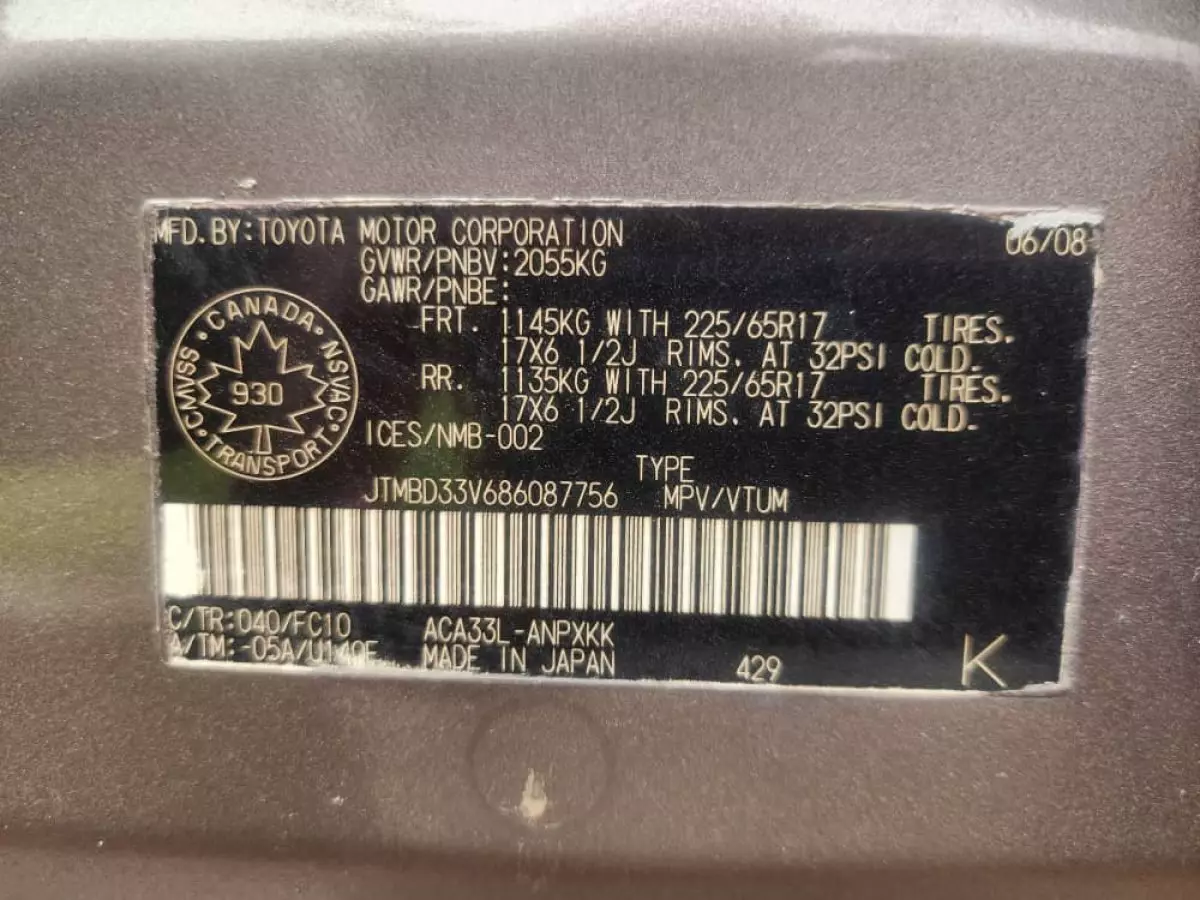 MFD.BY:TOYOTA MOTOR CORPORATION 06/08
GVWR/PNBV:2055KG
GAWR/PNBE:
FRT. 1145KG WITH 225/65R17 TIRES.
17X6 1/2J RIMS. AT 32PSI COLD.
RR. 1135KG WITH 225/65R17 TIRES.
17X6 1/2J RIMS. AT 32PSI COLD.
CANADA
CMVSS · NSVAC
930
TRANSPORT
ICES/NMB-002
TYPE
JTMBD33V686087756 MPV/VTUM
C/TR:040/FC10 ACA33L-ANPXKK
A/TM:-05A/U140F MADE IN JAPAN 429
K